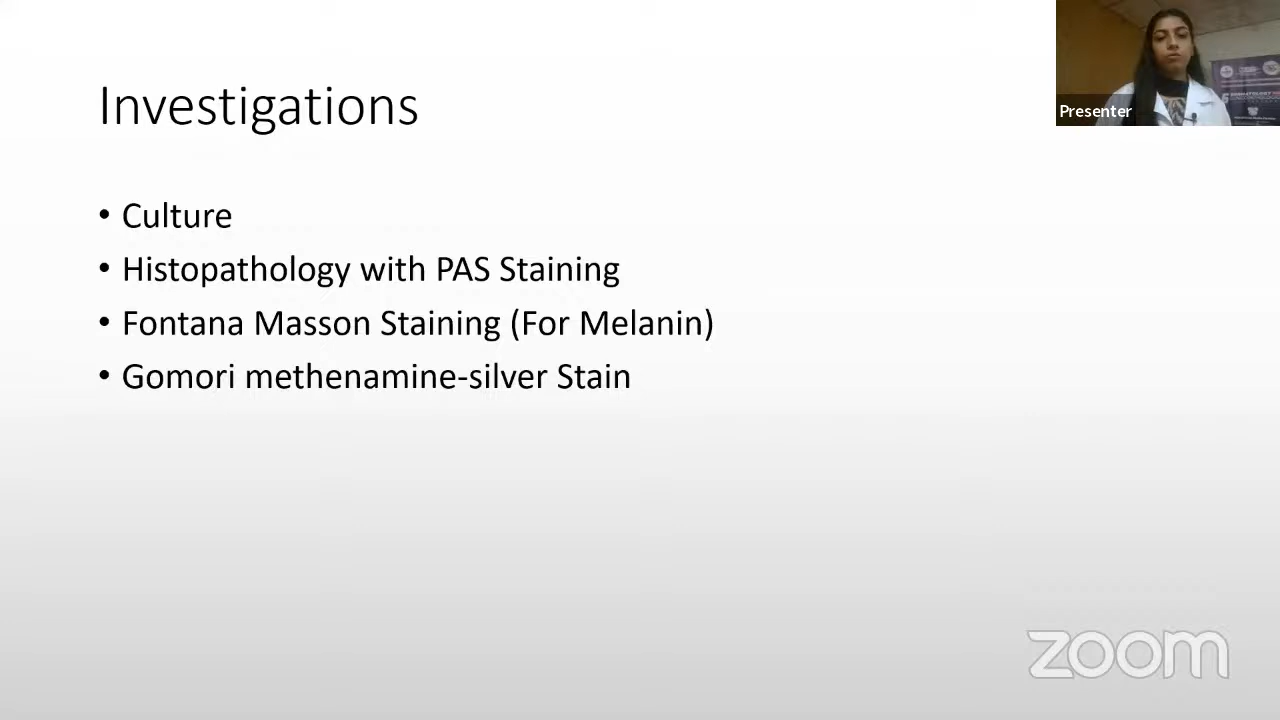 Investigations
• Culture
• Histopathology with PAS Staining
• Fontana Masson Staining (For Melanin)
• Gomori methenamine-silver Stain
Presenter
zoom